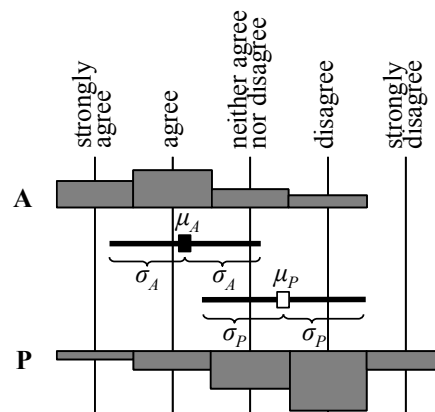 strongly
agree
agree
neither agree
nor disagree
disagree
strongly
disagree
A
μA
σA σA
μP
σP σP
P